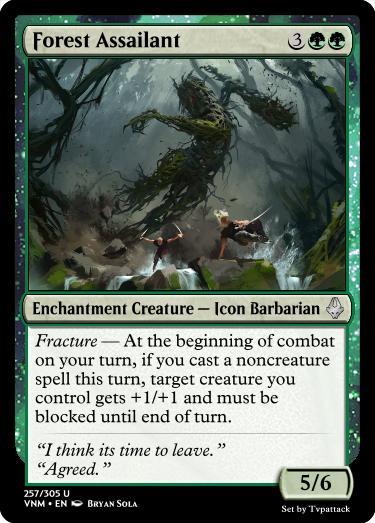 Forest Assailant 3
Enchantment Creature — Icon Barbarian
Fracture — At the beginning of combat
on your turn, if you cast a noncreature
spell this turn, target creature you
control gets +1/+1 and must be
blocked until end of turn.
“I think its time to leave.”
“Agreed.”
5/6
257/305 U
VNM • EN Bryan Sola
Set by Tvpattack